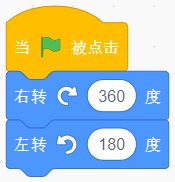 当 被点击
右转 360 度
左转 180 度